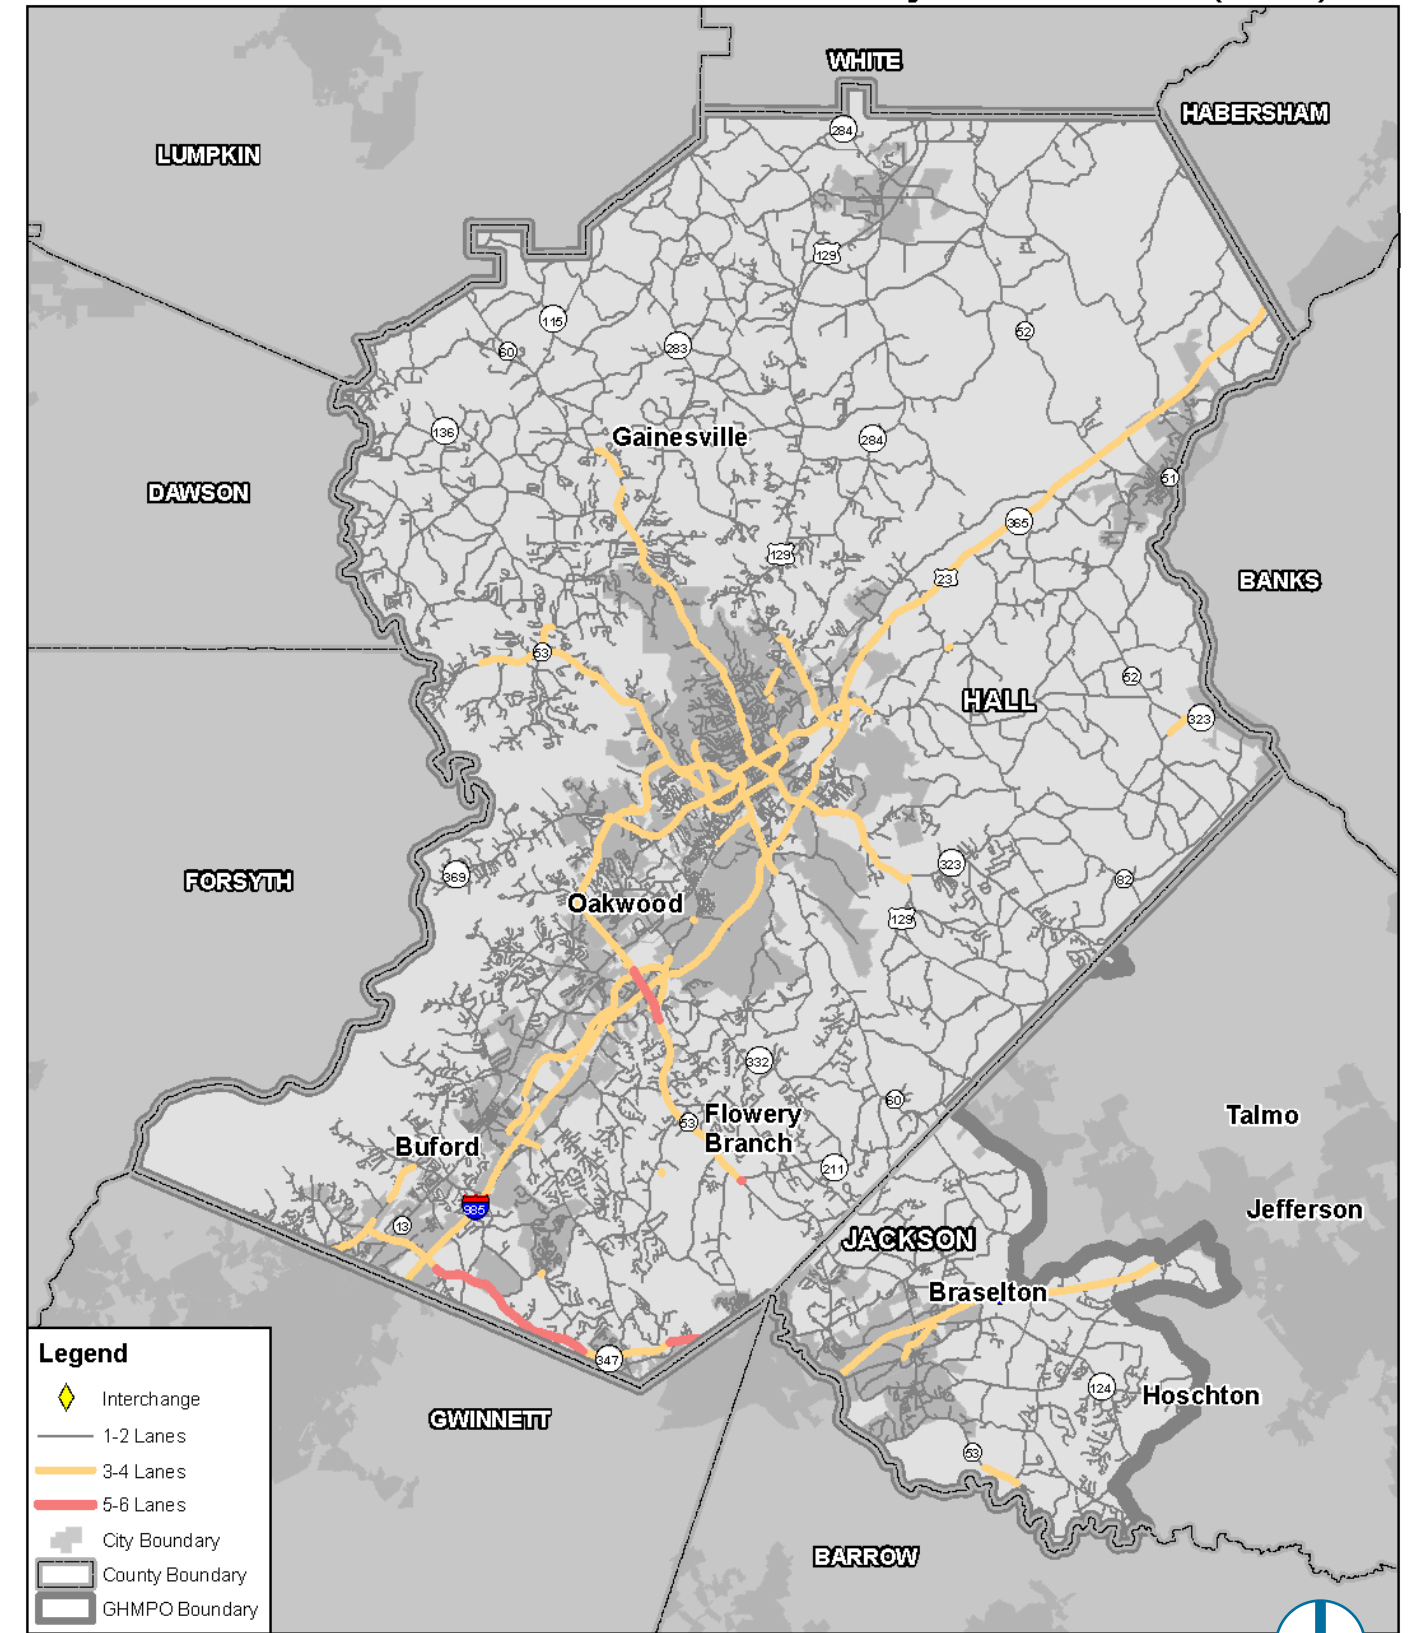 WHITE
HABERSHAM
284
LUMPKIN
129
115
52
60
283
136
Gainesville
284
51
DAWSON
365
129
23
BANKS
53
52
HALL
323
323
369
82
FORSYTH
Oakwood
129
332
60
53
Flowery
Branch
Talmo
Buford
211
985
Jefferson
13
JACKSON
Braselton
347
124
Hoschton
GWINNETT
53
BARROW
Legend
Interchange
1-2 Lanes
3-4 Lanes
5-6 Lanes
City Boundary
County Boundary
GHMPO Boundary